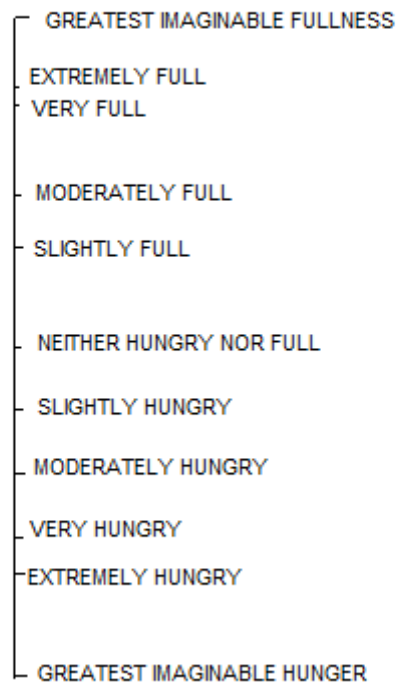 GREATEST IMAGINABLE FULLNESS
EXTREMELY FULL
VERY FULL
MODERATELY FULL
SLIGHTLY FULL
NEITHER HUNGRY NOR FULL
SLIGHTLY HUNGRY
MODERATELY HUNGRY
VERY HUNGRY
EXTREMELY HUNGRY
GREATEST IMAGINABLE HUNGER